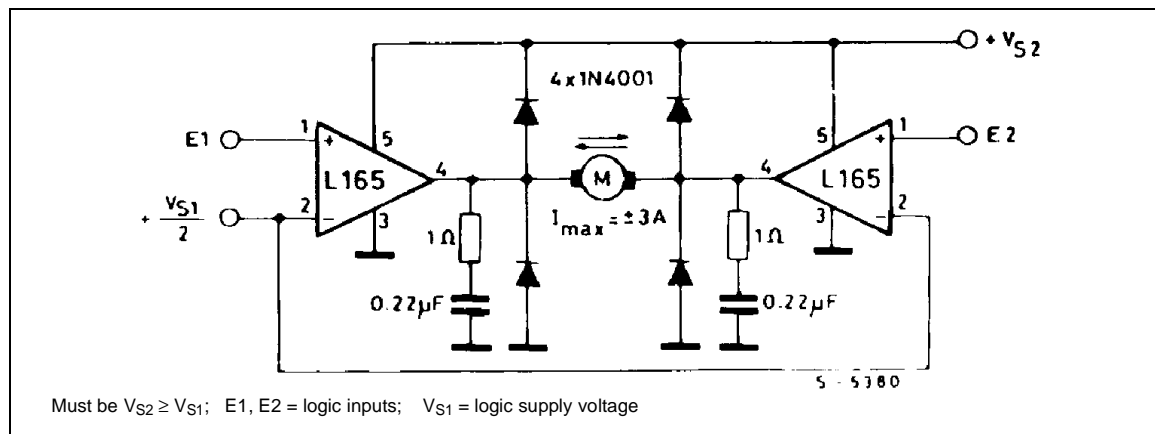 + VS2
4x1N4001
E1 1 + 5 4
L165
+ VS1/2 2 − 3
M
Imax = ±3A
5 1 + E2
4 L165
3 − 2
1Ω
1Ω
0.22µF
0.22µF
S - 5380
Must be VS2 ≥ VS1; E1, E2 = logic inputs; VS1 = logic supply voltage